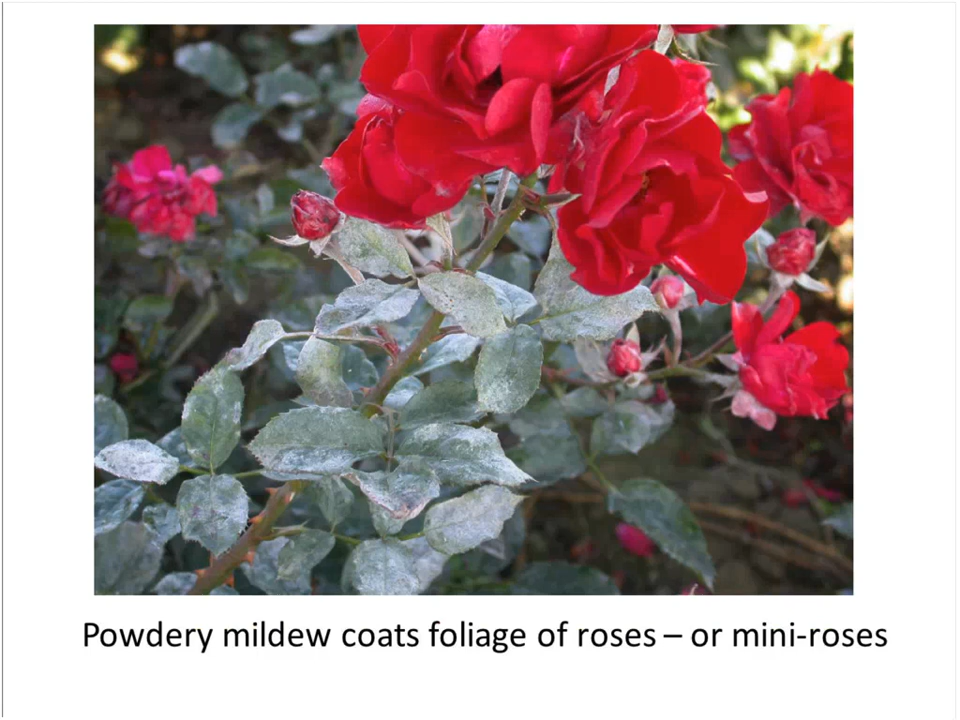 Powdery mildew coats foliage of roses – or mini-roses